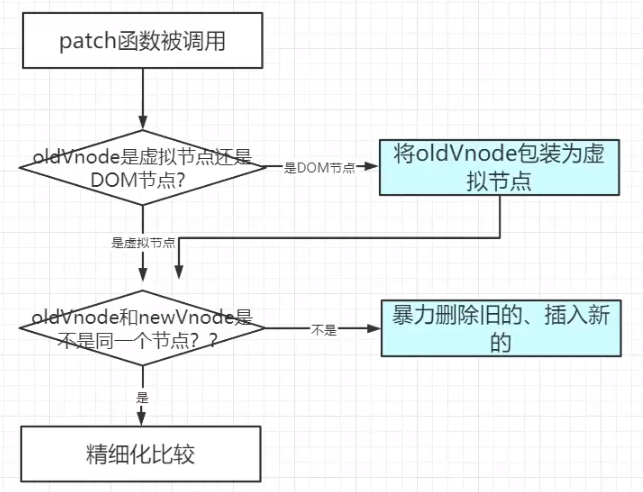 patch函数被调用
oldVnode是虚拟节点还是
DOM节点?
是DOM节点
将oldVnode包装为虚
拟节点
是虚拟节点
oldVnode和newVnode是
不是同一个节点？?
不是
暴力删除旧的、插入新
的
是
精细化比较